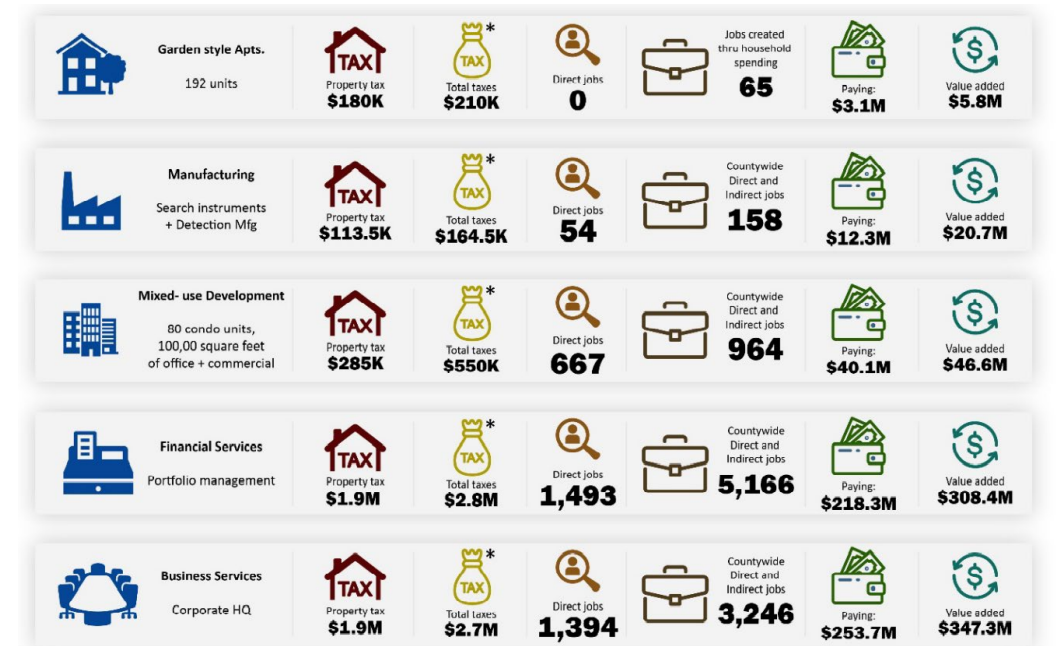 Garden style Apts.
192 units
TAX
Property tax
$180K
*
TAX
Total taxes
$210K
Direct jobs
0
Jobs created
thru household
spending
65
Paying:
$3.1M
$
Value added
$5.8M
Manufacturing
Search instruments
+ Detection Mfg
TAX
Property tax
$113.5K
*
TAX
Total taxes
$164.5K
Direct jobs
54
Countywide
Direct and
Indirect jobs
158
Paying:
$12.3M
$
Value added
$20.7M
Mixed- use Development
80 condo units,
100,00 square feet
of office + commercial
TAX
Property tax
$285K
*
TAX
Total taxes
$550K
Direct jobs
667
Countywide
Direct and
Indirect jobs
964
Paying:
$40.1M
$
Value added
$46.6M
Financial Services
Portfolio management
TAX
Property tax
$1.9M
*
TAX
Total taxes
$2.8M
Direct jobs
1,493
Countywide
Direct and
Indirect jobs
5,166
Paying:
$218.3M
$
Value added
$308.4M
Business Services
Corporate HQ
TAX
Property tax
$1.9M
*
TAX
Total taxes
$2.7M
Direct jobs
1,394
Countywide
Direct and
Indirect jobs
3,246
Paying:
$253.7M
$
Value added
$347.3M